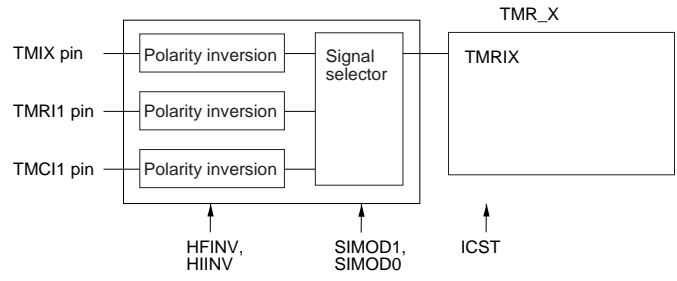 TMR_X
TMIX pin
Polarity inversion
Signal
selector
TMRIX
TMRI1 pin
Polarity inversion
TMCI1 pin
Polarity inversion
HFINV,
HIINV
SIMOD1,
SIMOD0
ICST